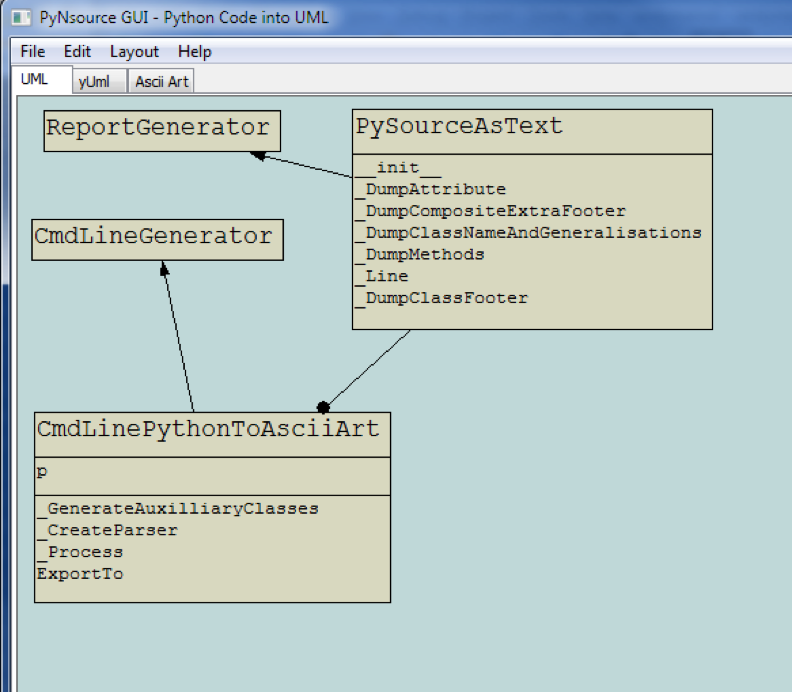 PyNsource GUI - Python Code into UML
File Edit Layout Help
UML yUml Ascii Art
ReportGenerator
PySourceAsText
__init__
_DumpAttribute
_DumpCompositeExtraFooter
_DumpClassNameAndGeneralisations
_DumpMethods
_Line
_DumpClassFooter
CmdLineGenerator
CmdLinePythonToAsciiArt
p
_GenerateAuxilliaryClasses
_CreateParser
_Process
ExportTo